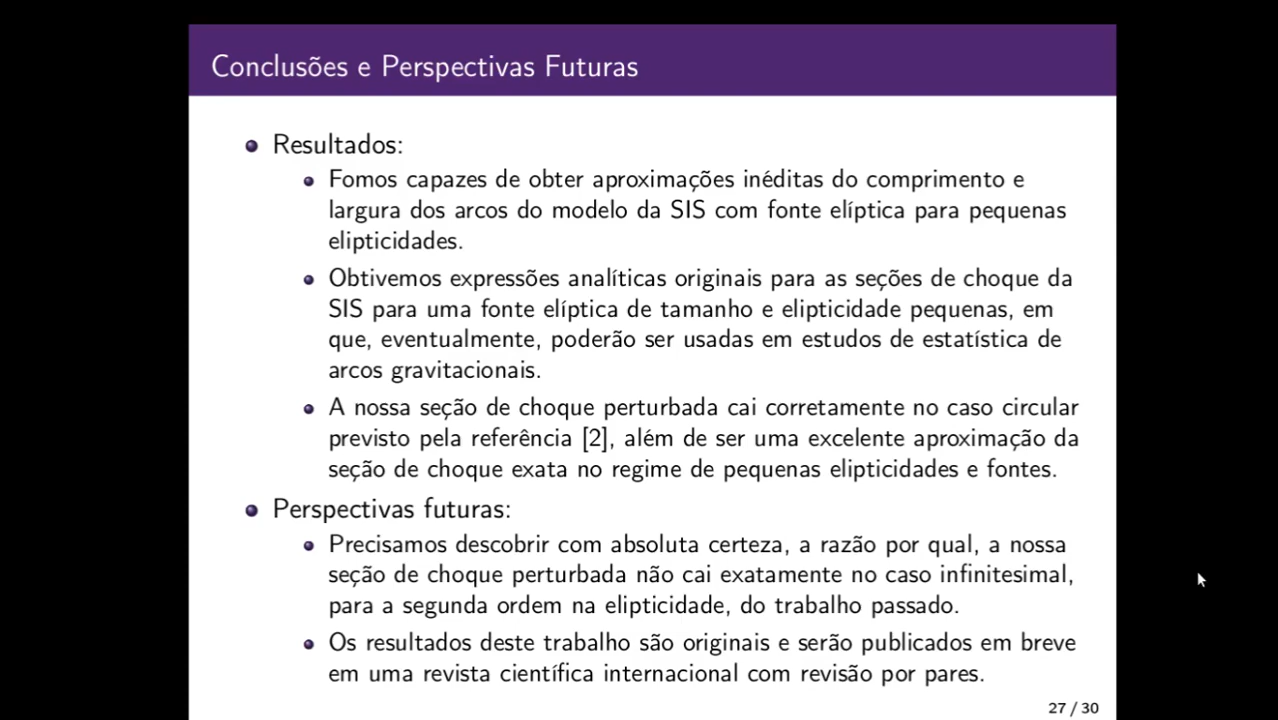 Conclusões e Perspectivas Futuras
Resultados:
Fomos capazes de obter aproximações inéditas do comprimento e
largura dos arcos do modelo da SIS com fonte elíptica para pequenas
elipticidades.
Obtivemos expressões analíticas originais para as seções de choque da
SIS para uma fonte elíptica de tamanho e elipticidade pequenas, em
que, eventualmente, poderão ser usadas em estudos de estatística de
arcos gravitacionais.
A nossa seção de choque perturbada cai corretamente no caso circular
previsto pela referência [2], além de ser uma excelente aproximação da
seção de choque exata no regime de pequenas elipticidades e fontes.
Perspectivas futuras:
Precisamos descobrir com absoluta certeza, a razão por qual, a nossa
seção de choque perturbada não cai exatamente no caso infinitesimal,
para a segunda ordem na elipticidade, do trabalho passado.
Os resultados deste trabalho são originais e serão publicados em breve
em uma revista científica internacional com revisão por pares.
27 / 30